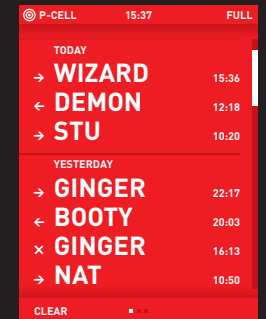 P-CELL 15:37 FULL
TODAY
→ WIZARD 15:36
← DEMON 12:18
→ STU 10:20
YESTERDAY
→ GINGER 22:17
← BOOTY 20:03
× GINGER 16:13
→ NAT 10:50
CLEAR